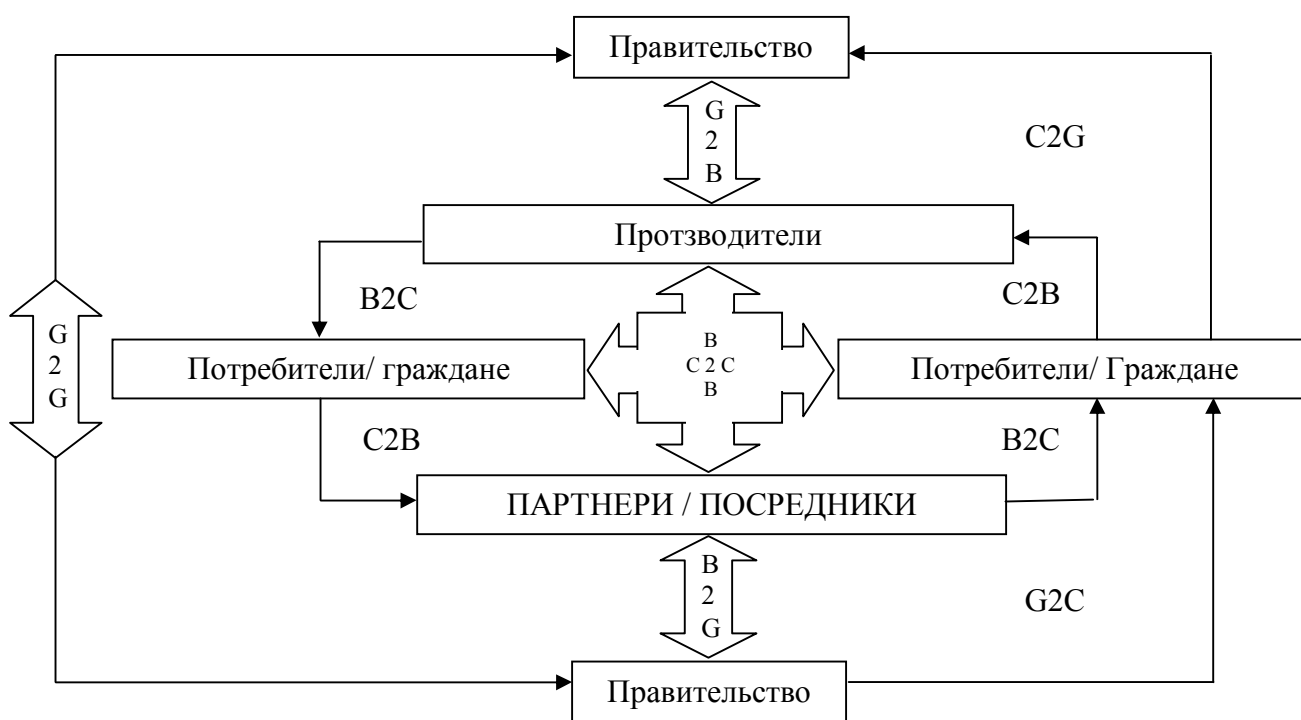 Правительство
G
2
B
C2G
Протзводители
B2C
C2B
G
2
G
B
C 2 C
B
Потребители/ граждане
Потребители/ Граждане
C2B
B2C
ПАРТНЕРИ / ПОСРЕДНИКИ
B
2
G
G2C
Правительство